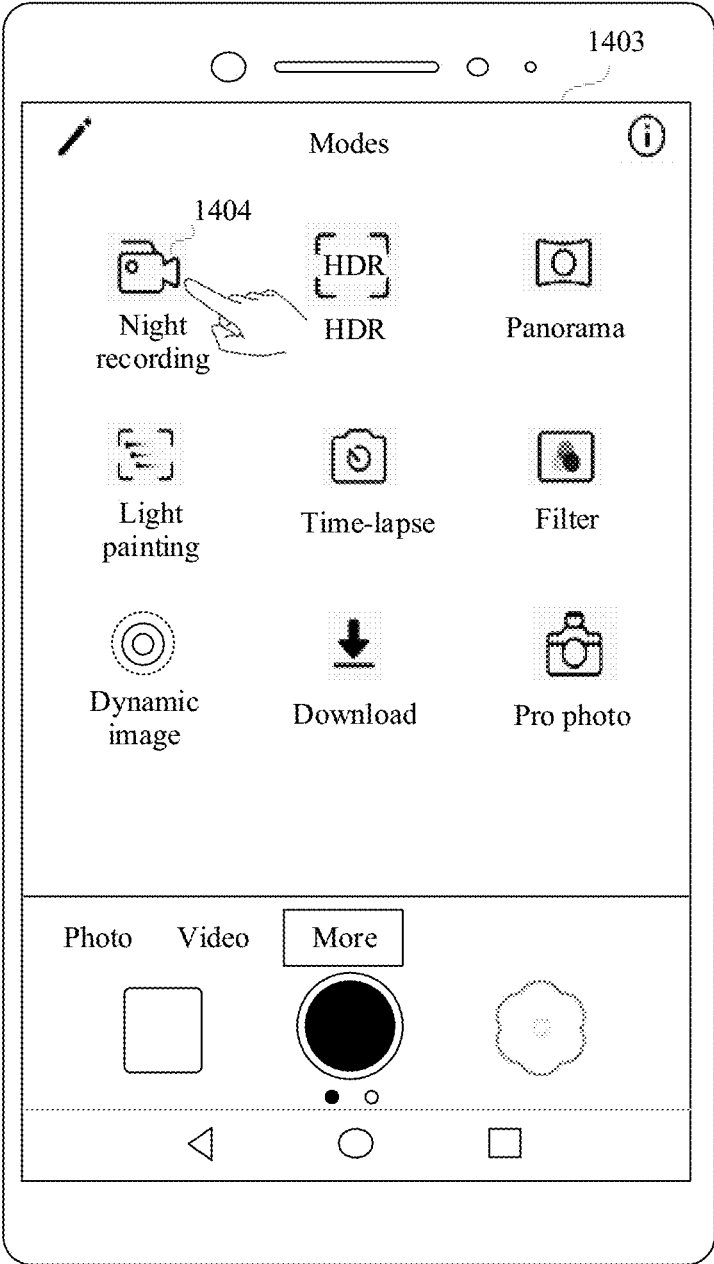 1403
Modes
1404
HDR
Night
recording
HDR
Panorama
Light
painting
Time-lapse
Filter
Dynamic
image
Download
Pro photo
Photo
Video
More